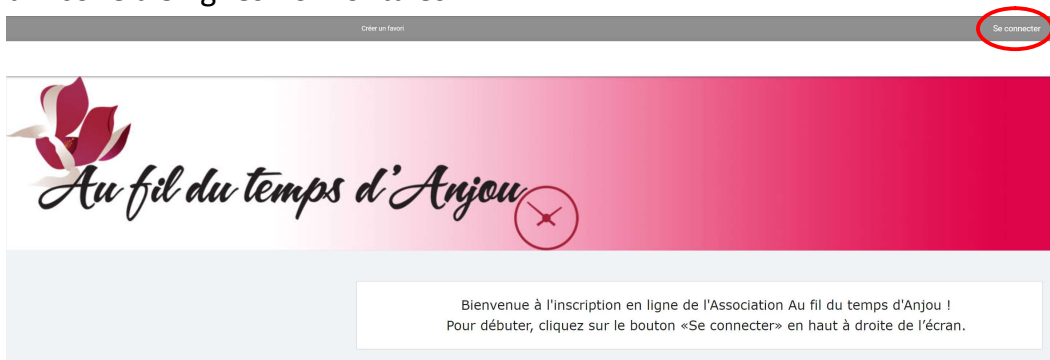 Créer un favori
Se connecter
Au fil du temps d'Anjou
Bienvenue à l'inscription en ligne de l'Association Au fil du temps d'Anjou !
Pour débuter, cliquez sur le bouton «Se connecter» en haut à droite de l’écran.